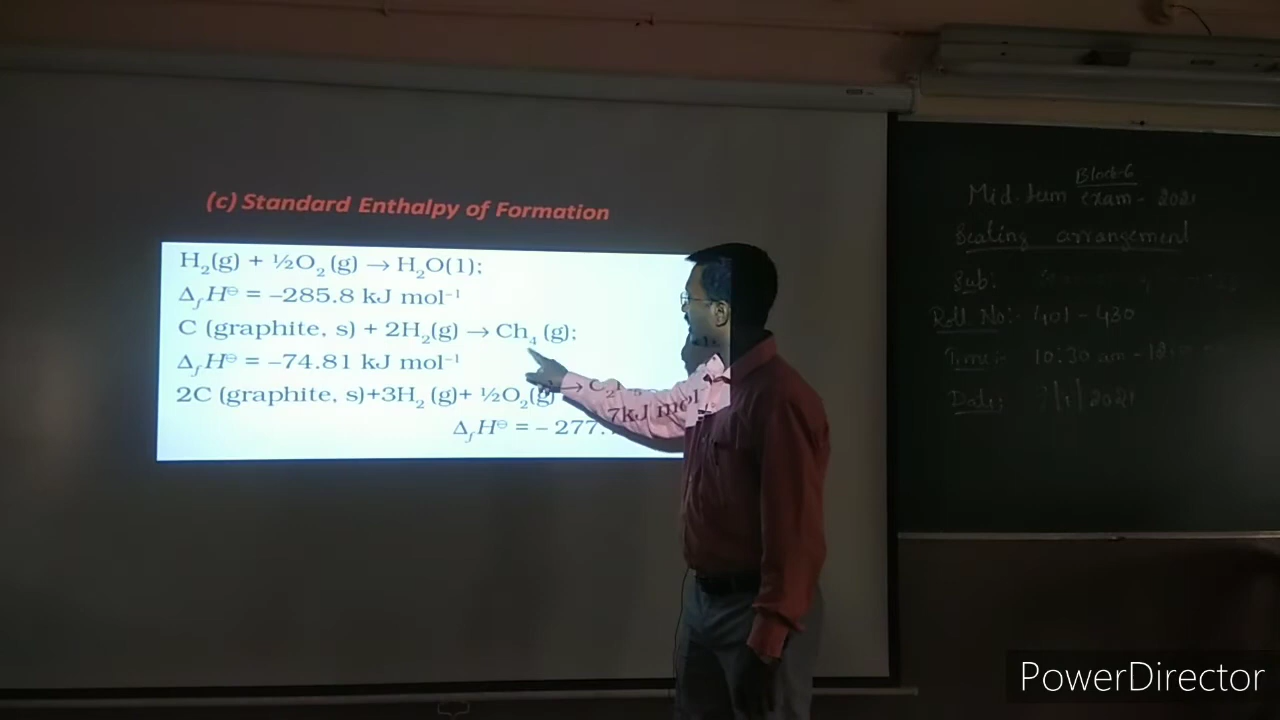 (c) Standard Enthalpy of Formation
H₂(g) + ½O₂ (g) → H₂O(1);
ΔfH⊖ = –285.8 kJ mol⁻¹
C (graphite, s) + 2H₂(g) → Ch₄ (g);
ΔfH⊖ = –74.81 kJ mol⁻¹
2C (graphite, s)+3H₂ (g)+ ½O₂(g) →
ΔfH⊖ = – 277.7kJ mol⁻
Block-6
Mid-term exam - 2021
Seating arrangement
Sub:
Roll No:- 401 - 430
Time:- 10:30 am -
Date:
PowerDirector